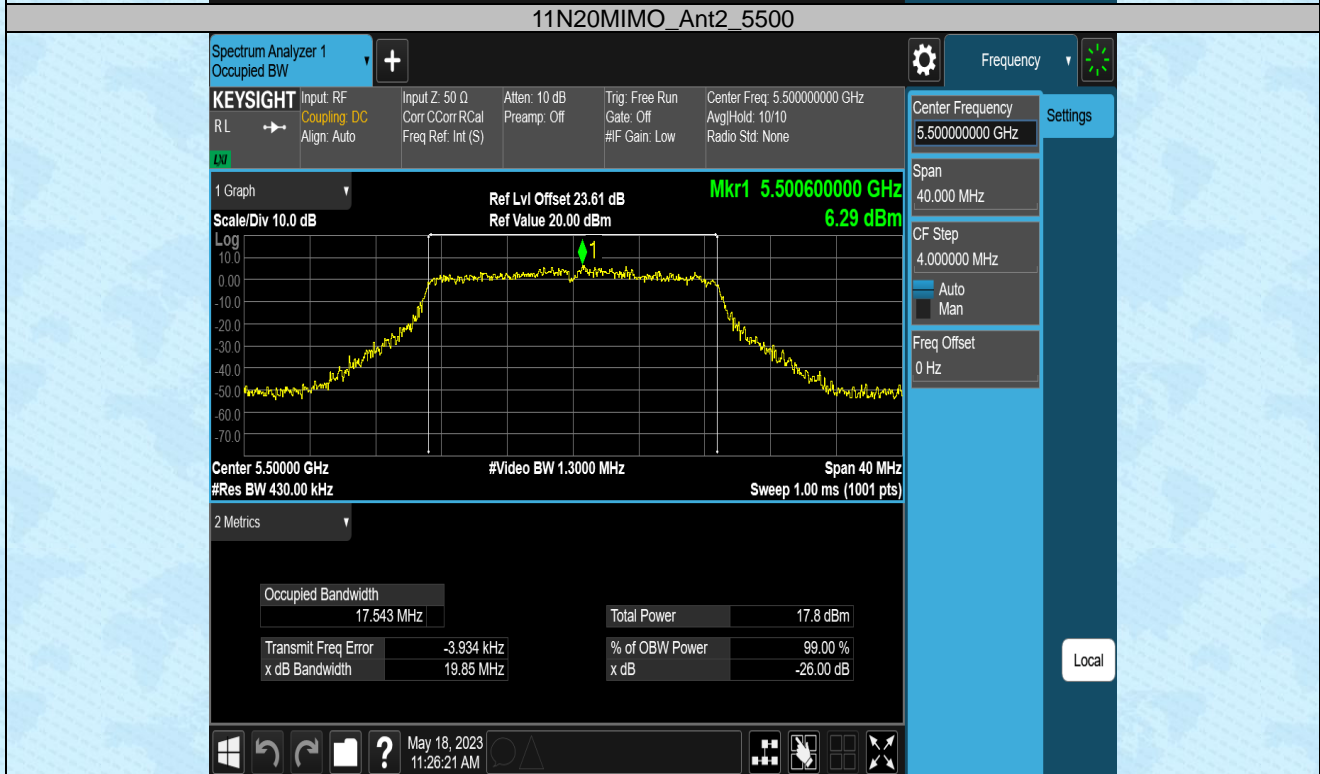 11N20MIMO_Ant2_5500
Spectrum Analyzer 1
Occupied BW
Frequency
KEYSIGHT
R L
LXI
Input: RF
Coupling: DC
Align: Auto
Input Z: 50 Ω
Corr CCorr RCal
Freq Ref: Int (S)
Atten: 10 dB
Preamp: Off
Trig: Free Run
Gate: Off
#IF Gain: Low
Center Freq: 5.500000000 GHz
Avg|Hold: 10/10
Radio Std: None
Center Frequency
5.500000000 GHz
Settings
Span
40.000 MHz
CF Step
4.000000 MHz
Auto
Man
Freq Offset
0 Hz
Local
1 Graph
Scale/Div 10.0 dB
Ref Lvl Offset 23.61 dB
Ref Value 20.00 dBm
Mkr1 5.500600000 GHz
6.29 dBm
Log
10.0
0.00
-10.0
-20.0
-30.0
-40.0
-50.0
-60.0
-70.0
1
Center 5.50000 GHz
#Video BW 1.3000 MHz
Span 40 MHz
#Res BW 430.00 kHz
Sweep 1.00 ms (1001 pts)
2 Metrics
Occupied Bandwidth
17.543 MHz
Total Power 17.8 dBm
Transmit Freq Error -3.934 kHz
% of OBW Power 99.00 %
x dB Bandwidth 19.85 MHz
x dB -26.00 dB
?
May 18, 2023
11:26:21 AM